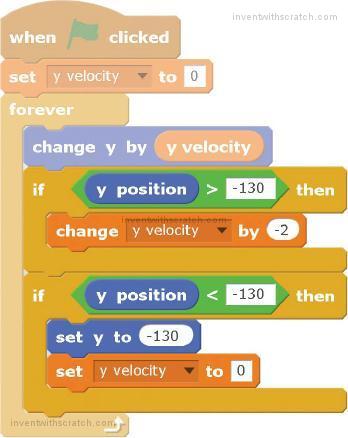 inventwithscratch.com
when clicked
set y velocity to 0
forever
change y by y velocity
if y position > -130 then
inventwithscratch.com
change y velocity by -2
if y position < -130 then
set y to -130
set y velocity to 0
inventwithscratch.com